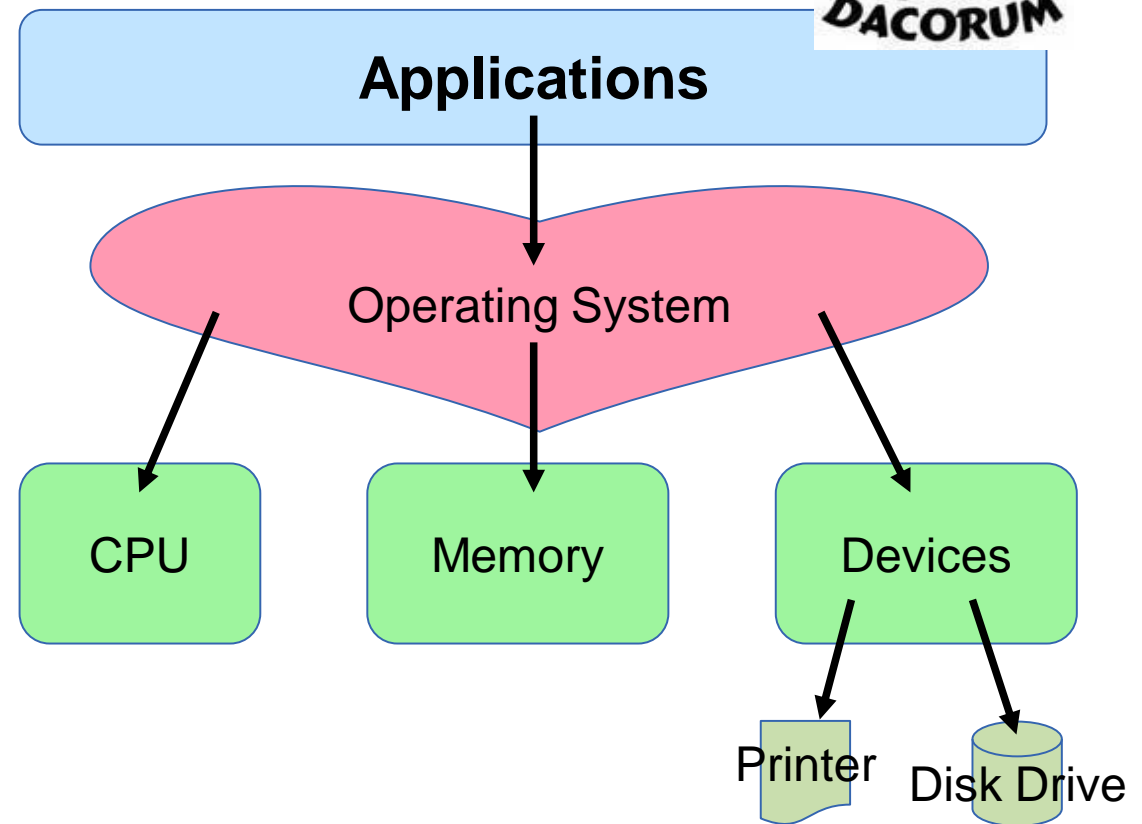 DACORUM
Applications
Operating System
CPU
Memory
Devices
Printer
Disk Drive